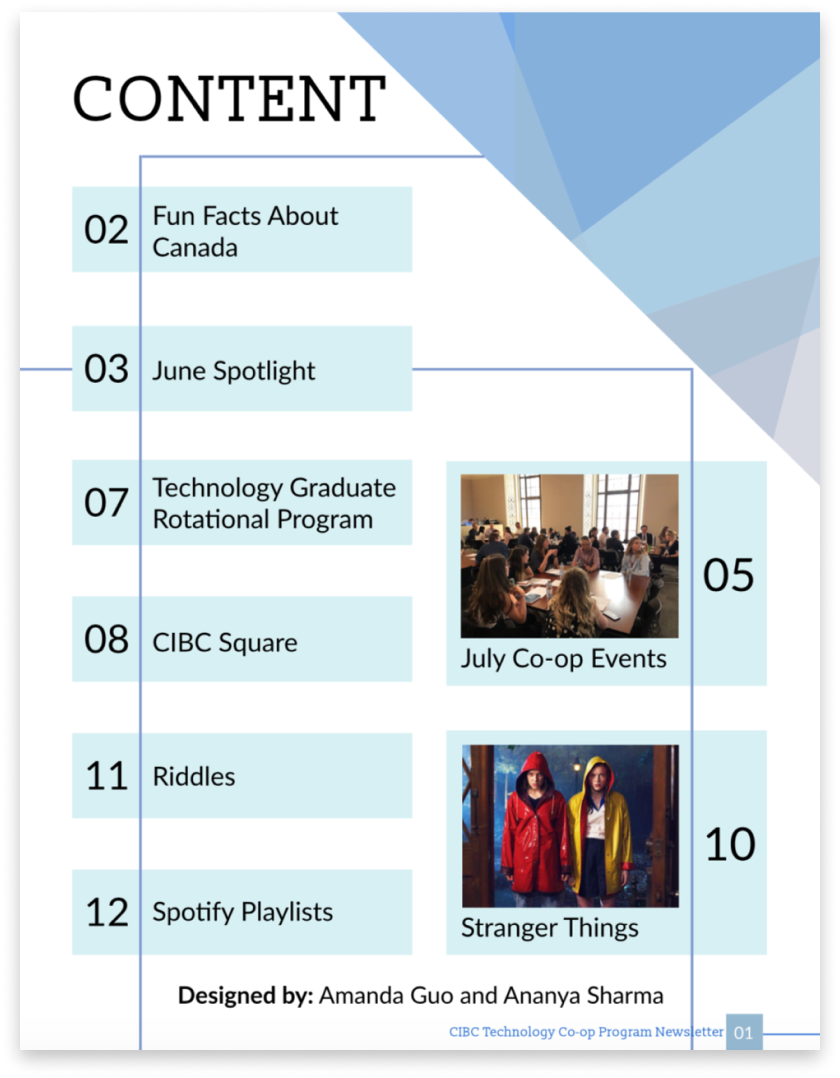 CONTENT
02
Fun Facts About
Canada
03
June Spotlight
07
Technology Graduate
Rotational Program
08
CIBC Square
11
Riddles
12
Spotify Playlists
05
July Co-op Events
10
Stranger Things
Designed by: Amanda Guo and Ananya Sharma
CIBC Technology Co-op Program Newsletter 01